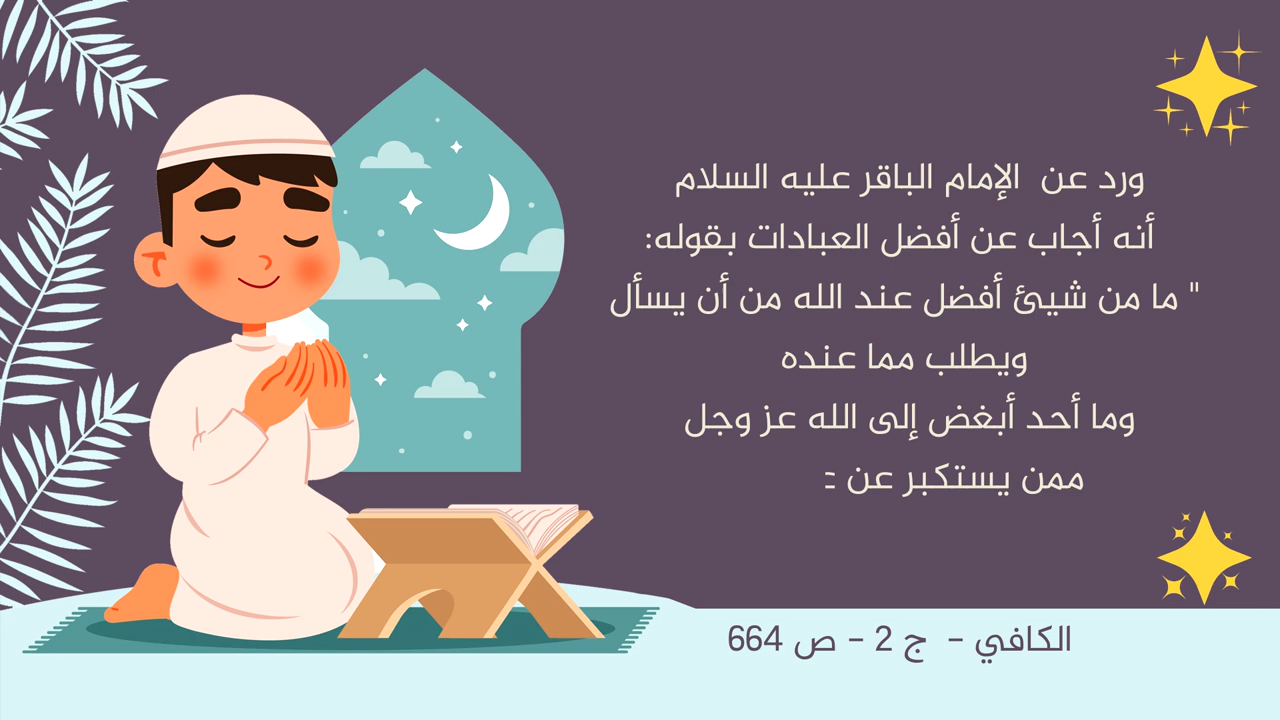 ورد عن الإمام الباقر عليه السلام
أنه أجاب عن أفضل العبادات بقوله:
" ما من شيئ أفضل عند الله من أن يسأل
ويطلب مما عنده
وما أحد أبغض إلى الله عز وجل
ممن يستكبر عن
الكافي - ج 2 - ص 664